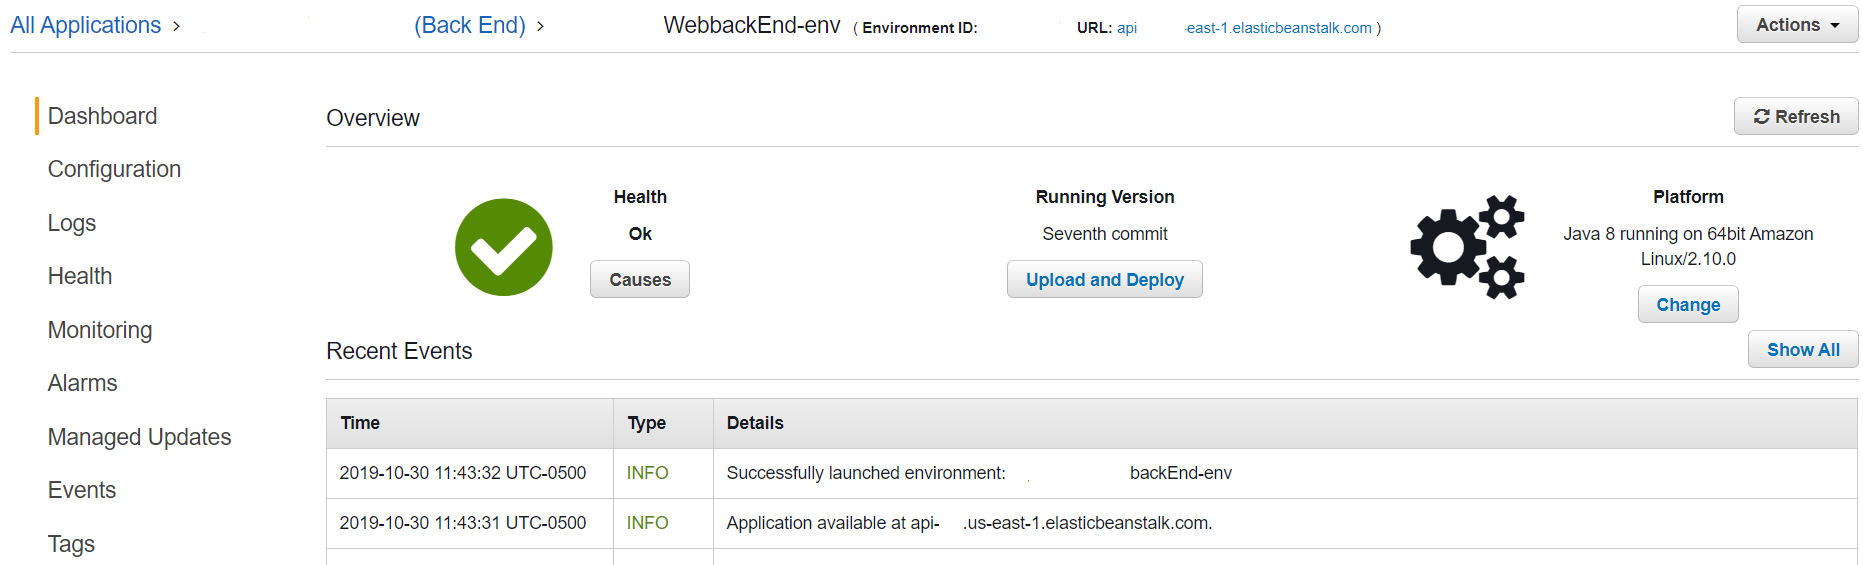 All Applications > (Back End) > WebbackEnd-env ( Environment ID: URL: api -east-1.elasticbeanstalk.com )
Actions
Dashboard
Configuration
Logs
Health
Monitoring
Alarms
Managed Updates
Events
Tags
Overview
Refresh
Health
Ok
Causes
Running Version
Seventh commit
Upload and Deploy
Platform
Java 8 running on 64bit Amazon
Linux/2.10.0
Change
Recent Events
Show All
Time Type Details
2019-10-30 11:43:32 UTC-0500 INFO Successfully launched environment: backEnd-env
2019-10-30 11:43:31 UTC-0500 INFO Application available at api- .us-east-1.elasticbeanstalk.com.